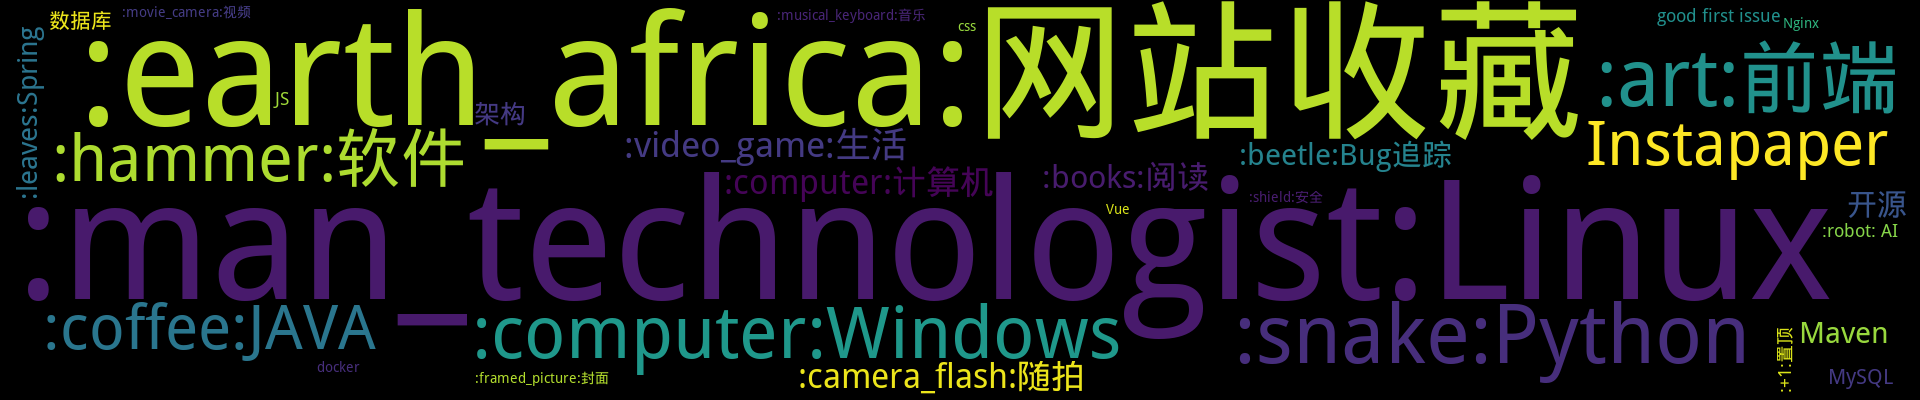 :movie_camera:视频
:musical_keyboard:音乐
数据库
good first issue
Nginx
css
:earth_africa:网站收藏
:art:前端
:leaves:Spring
JS
架构
:hammer:软件
:video_game:生活
:beetle:Bug追踪
Instapaper
:computer:计算机
:books:阅读
:shield:安全
Vue
开源
:robot: AI
:man_technologist:Linux
:coffee:JAVA
:computer:Windows
:snake:Python
:+1:置顶
Maven
docker
:framed_picture:封面
:camera_flash:随拍
MySQL